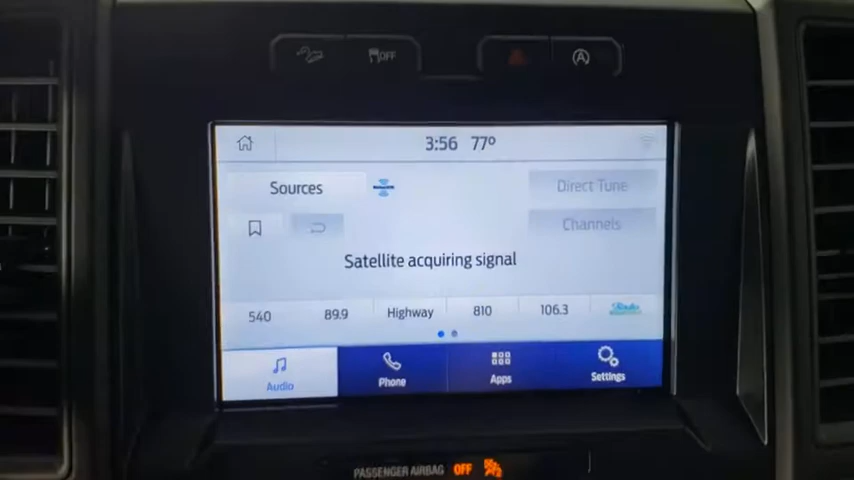 OFF
A
3:56 77°
Sources
Direct Tune
Channels
Satellite acquiring signal
540 89.9 Highway 810 106.3
Audio Phone Apps Settings
PASSENGER AIRBAG OFF